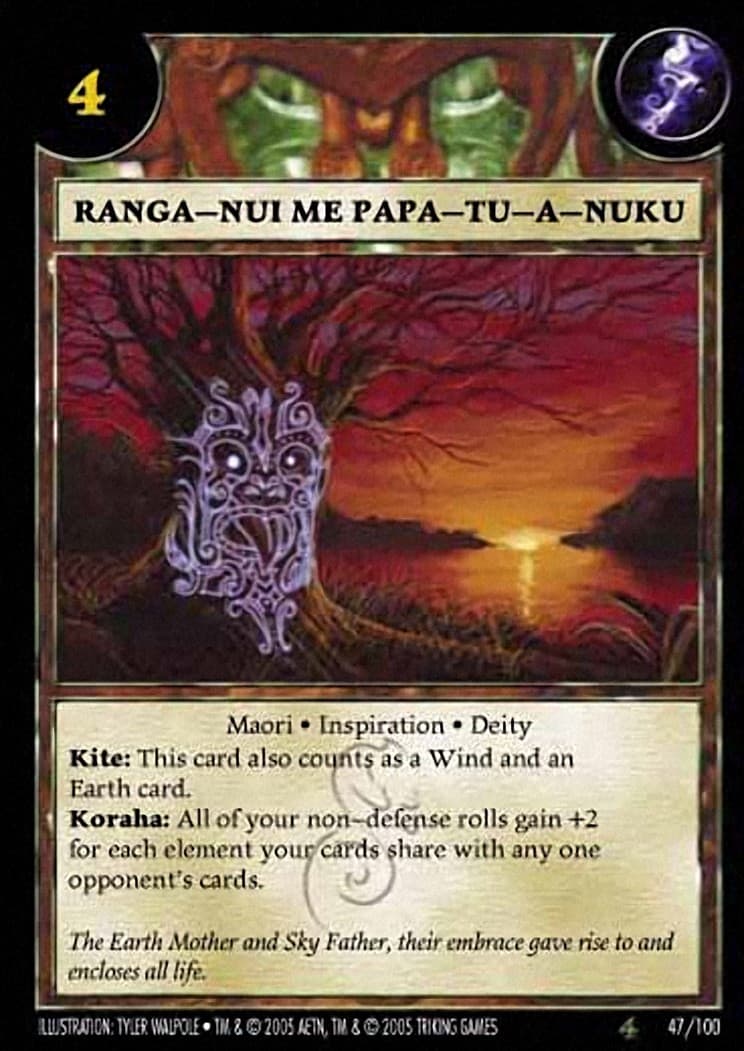 4
RANGA—NUI ME PAPA—TU—A—NUKU
Maori • Inspiration • Deity
Kite: This card also counts as a Wind and an
Earth card.
Koraha: All of your non-defense rolls gain +2
for each element your cards share with any one
opponent's cards.
The Earth Mother and Sky Father, their embrace gave rise to and
encloses all life.
ILLUSTRATION: TYLER WALPOLE • TM & © 2005 AETN, TM & © 2005 TRIKING GAMES
4 47/100